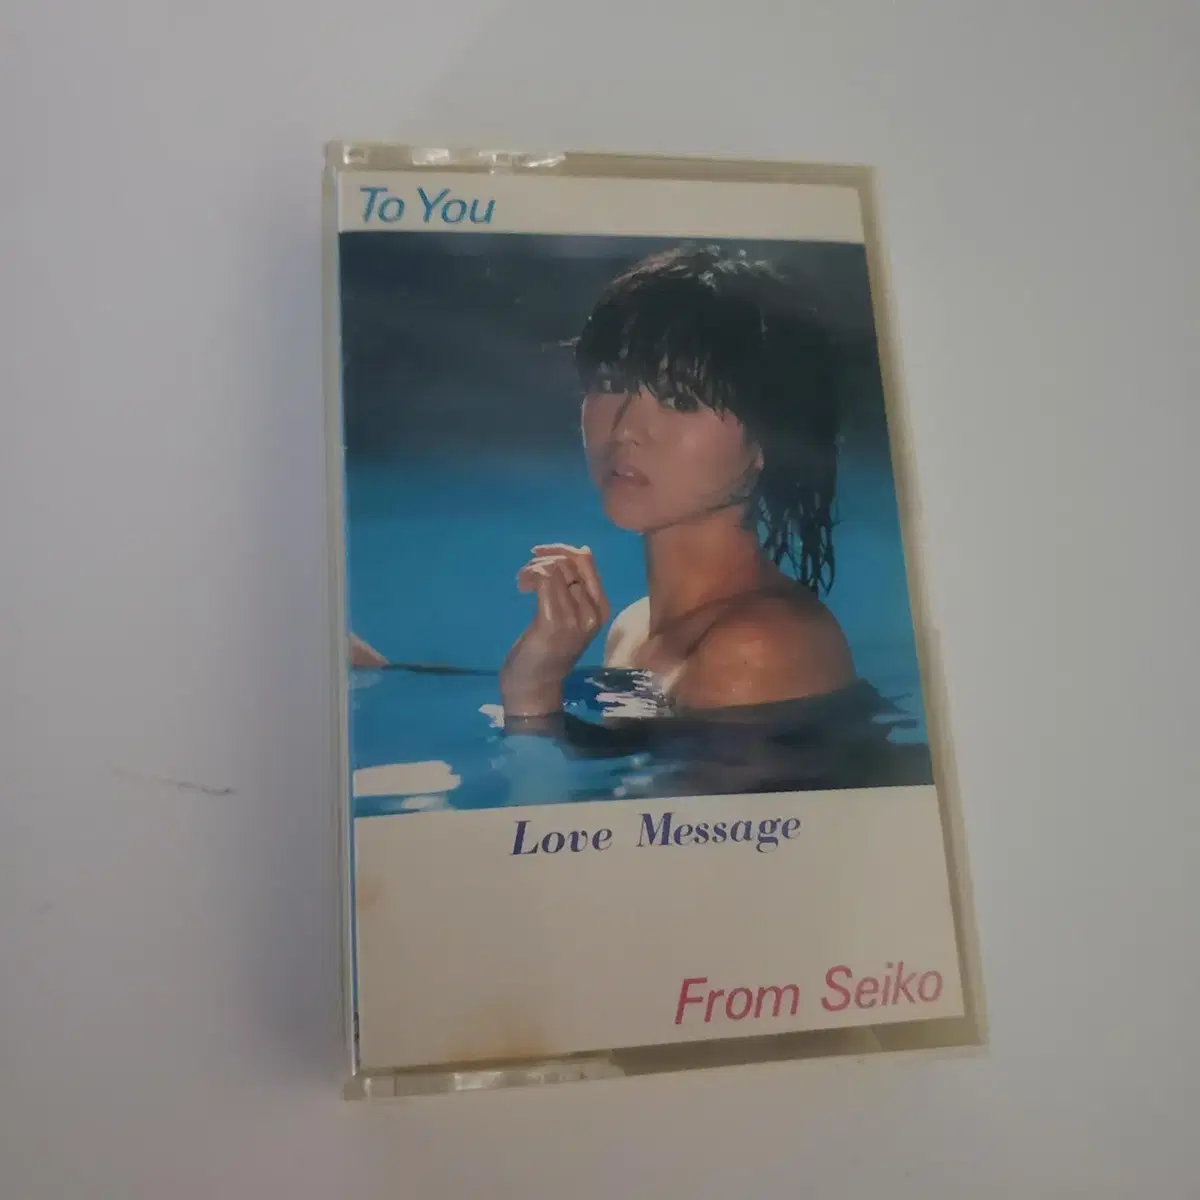 To You
Love Message
From Seiko